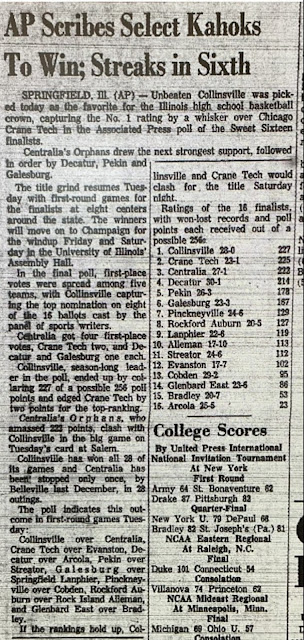 AP Scribes Select Kahoks
To Win; Streaks in Sixth
SPRINGFIELD, Ill. (AP) — Unbeaten Collinsville was pick-
ed today as the favorite for the Illinois high school basketball
crown, capturing the No. 1 rating by a whisker over Chicago
Crane Tech in the Associated Press poll of the Sweet Sixteen
finalists.
Centralia's Orphans drew the next strongest support, followed
in order by Decatur, Pekin and
Galesburg.
The title grind resumes Tues-
day with first-round games for
the finalists at eight centers
around the state. The winners
will move on to Champaign for
the windup Friday and Satur-
day in the University of Illinois'
Assembly Hall.
In the final poll, first-place
votes were spread among five
teams, with Collinsville captur-
ing the top nomination on eight
of the 16 ballots cast by the
panel of sports writers.
Centralia got four first-place
votes, Crane Tech two, and De-
catur and Galesburg one each.
Collinsville, season-long lead-
er in the poll, ended up by col-
laring 227 of a possible 256 poll
points and edged Crane Tech by
two points for the top-ranking.
Centralia's Orphans, who
amassed 222 points, clash with
Collinsville in the big game on
Tuesday's card at Salem.
Collinsville has won all 28 of
its games and Centralia has
been stopped only once, by
Belleville last December, in 28
outings.
The poll indicates this out-
come in first-round games Tues-
day:
Collinsville over Centralia,
Crane Tech over Evanston, De-
catur over Arcola, Pekin over
Streator, Galesburg over
Springfield Lanphier, Pinckney-
ville over Cobden, Rockford Au-
burn over Rock Island Alleman,
and Glenbard East over Brad-
ley.
If the rankings hold up, Col-
linsville and Crane Tech would
clash for the title Saturday
night.
Ratings of the 16 finalists,
with won-lost records and poll
points each received out of a
possible 256:
1. Collinsville 28-0 227
2. Crane Tech 23-1 225
3. Centralia 27-1 222
4. Decatur 30-1 214
5. Pekin 26-3 178
6. Galesburg 23-3 167
7. Pinckneyville 24-6 129
8. Rockford Auburn 20-5 127
9. Lanphier 22-6 119
10. Alleman 17-10 113
11. Streator 24-6 112
12. Evanston 17-7 102
13. Cobden 29-2 95
14. Glenbard East 23-6 86
15. Bradley 20-7 53
16. Arcola 25-5 23
College Scores
By United Press International
National Invitation Tournament
At New York
First Round
Army 64 St. Bonaventure 62
Drake 87 Pittsburgh 82
Quarter-Final
New York U. 79 DePaul 66
Bradley 82 St. Joseph's (Pa.) 81
NCAA Eastern Regional
At Raleigh, N.C.
Final
Duke 101 Connecticut 54
Consolation
Villanova 74 Princeton 62
NCAA Mideast Regional
At Minneapolis, Minn.
Final
Michigan 69 Ohio U. 57